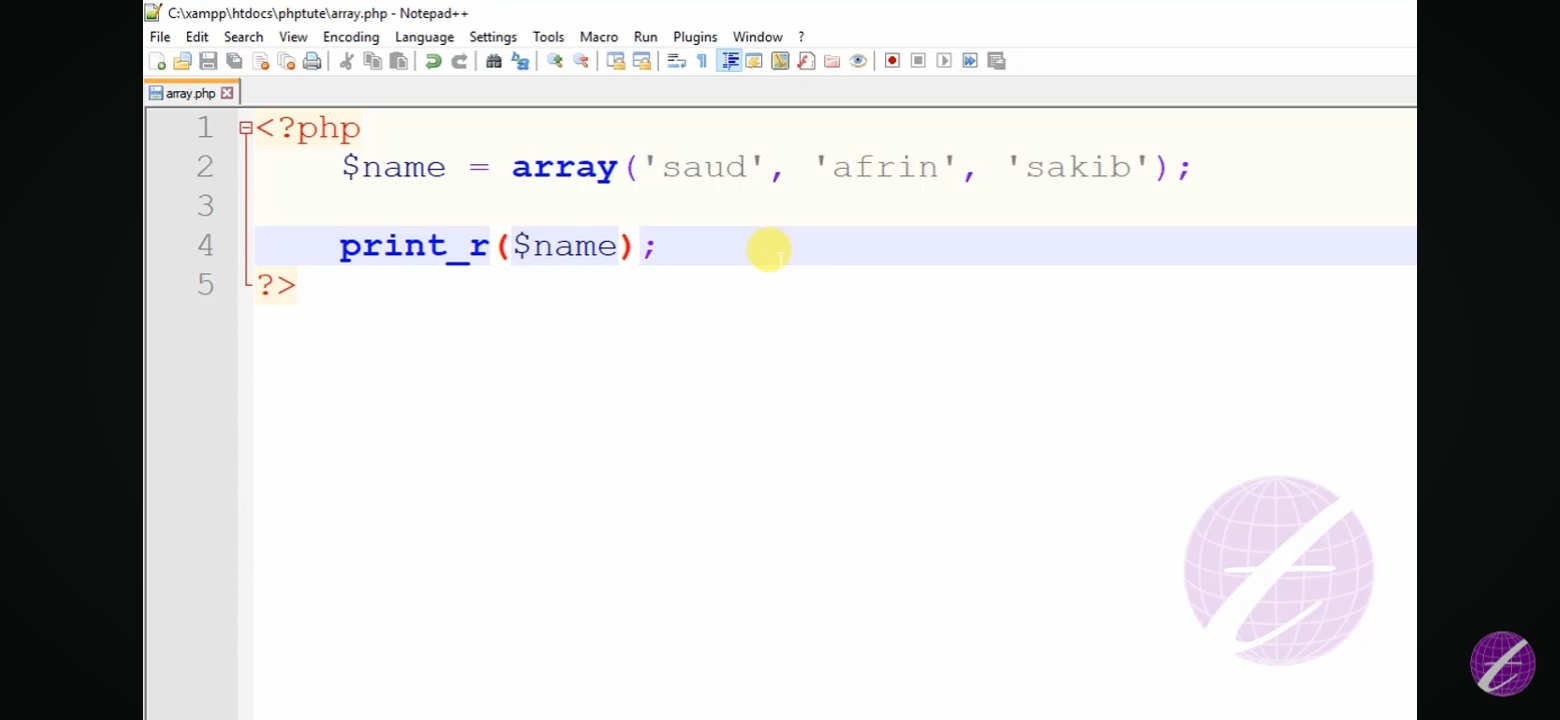 C:\xampp\htdocs\phptute\array.php - Notepad++
File Edit Search View Encoding Language Settings Tools Macro Run Plugins Window ?
array.php
1 <?php
2 $name = array('saud', 'afrin', 'sakib');
3
4 print_r($name);
5 ?>